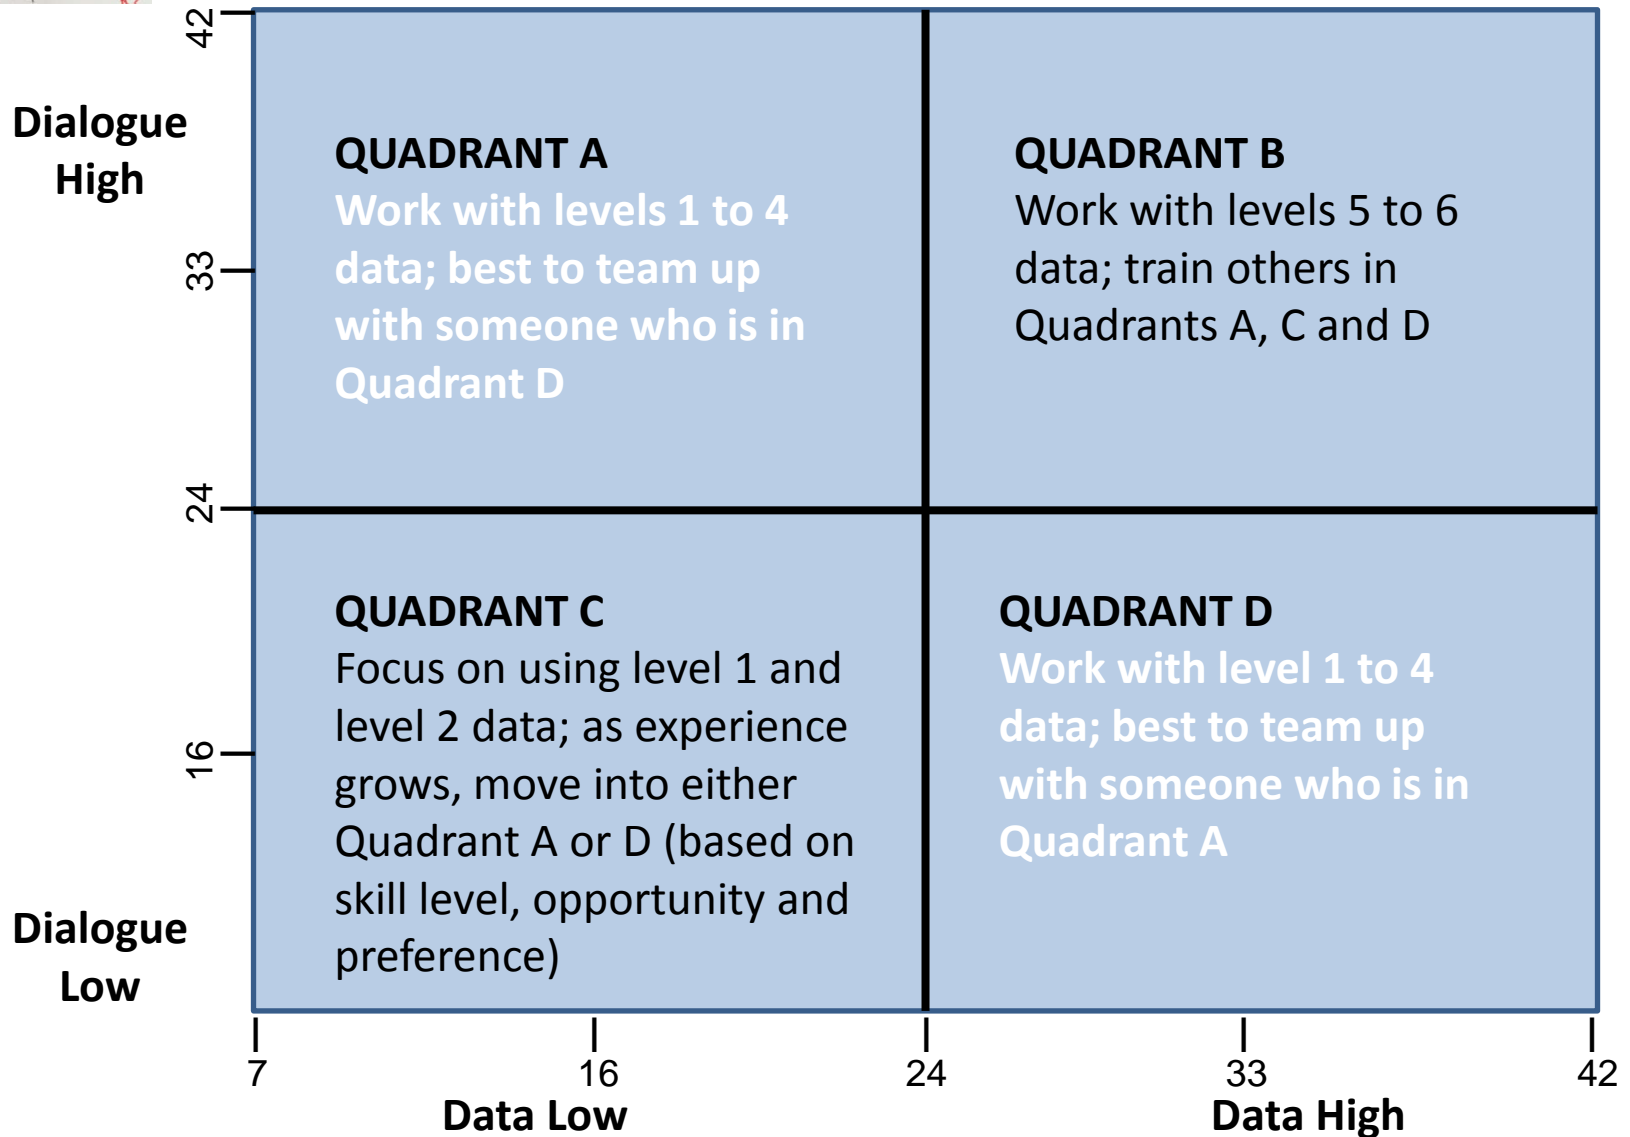 42
Dialogue
High
33
24
16
Dialogue
Low
QUADRANT A
Work with levels 1 to 4
data; best to team up
with someone who is in
Quadrant D
QUADRANT B
Work with levels 5 to 6
data; train others in
Quadrants A, C and D
QUADRANT C
Focus on using level 1 and
level 2 data; as experience
grows, move into either
Quadrant A or D (based on
skill level, opportunity and
preference)
QUADRANT D
Work with level 1 to 4
data; best to team up
with someone who is in
Quadrant A
7 16 24 33 42
Data Low Data High